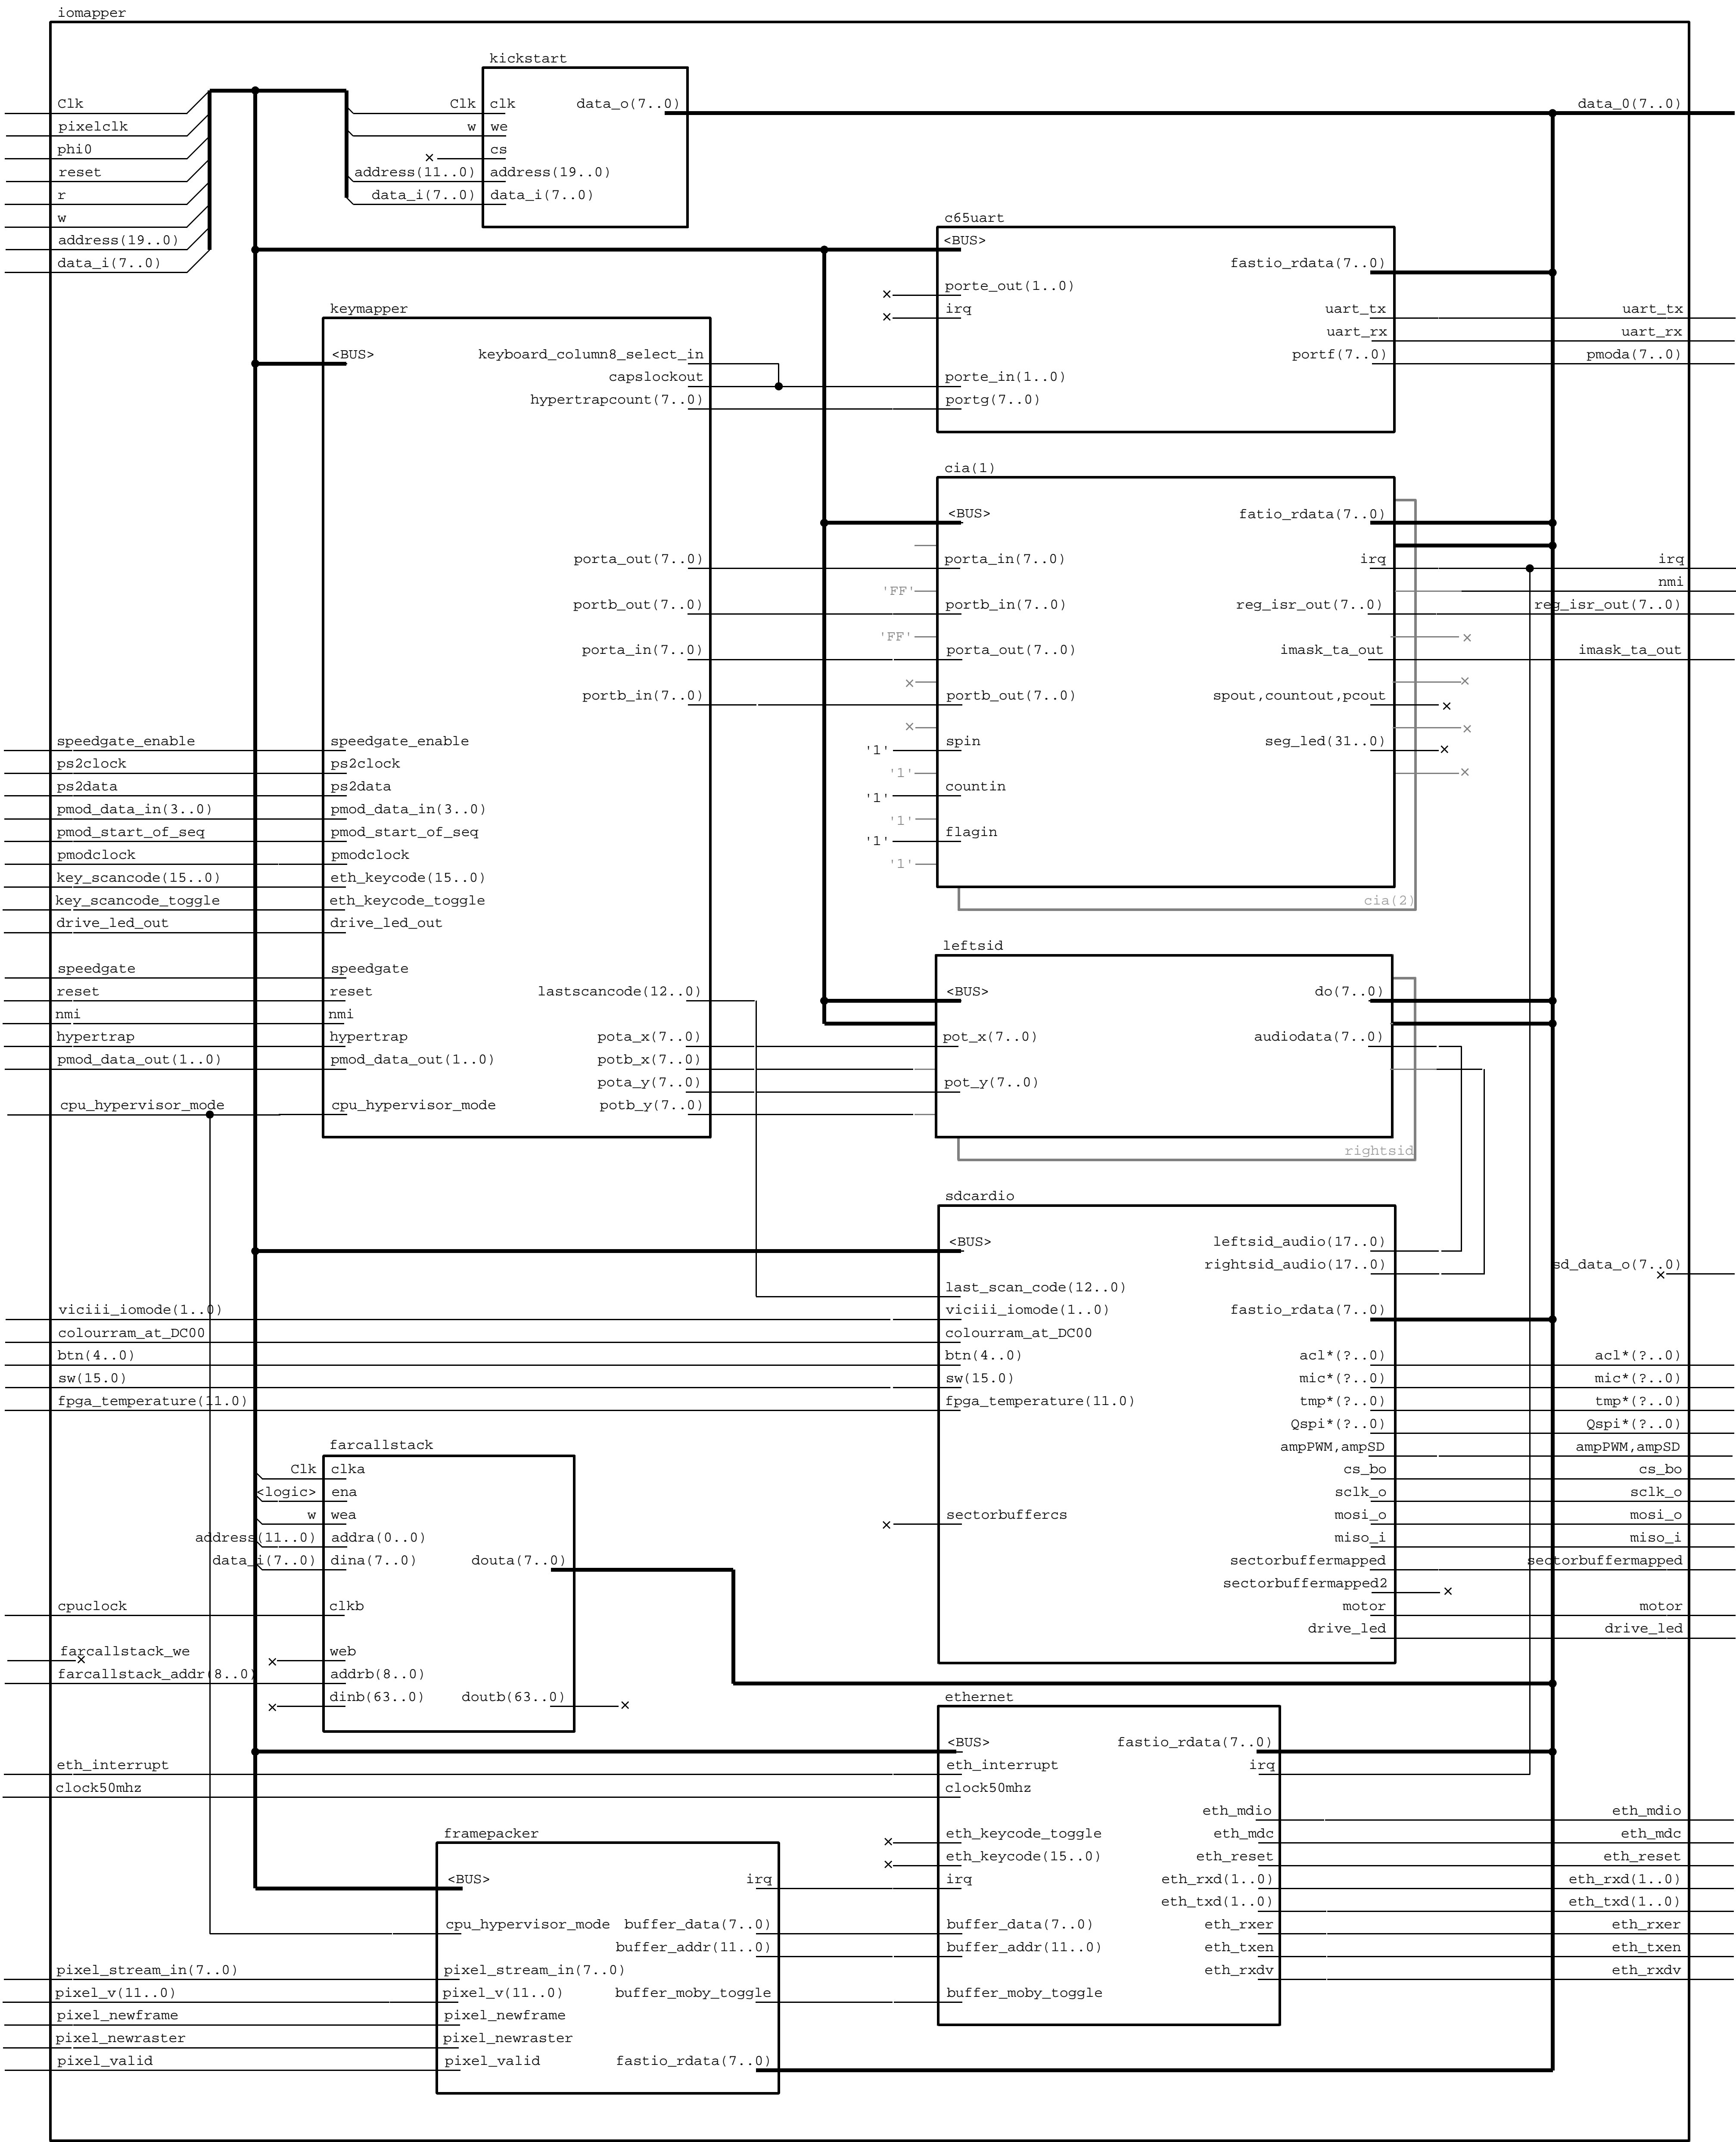 iomapper
kickstart
Clk
pixelclk
phi0
reset
r
w
address(19..0)
data_i(7..0)
Clk clk data_o(7..0)
w we
× cs
address(11..0) address(19..0)
data_i(7..0) data_i(7..0)
data_0(7..0)
c65uart
<BUS>
fastio_rdata(7..0)
× porte_out(1..0)
× irq
uart_tx uart_tx
uart_rx uart_rx
portf(7..0) pmoda(7..0)
porte_in(1..0)
portg(7..0)
keymapper
<BUS>
keyboard_column8_select_in
capslockout
hypertrapcount(7..0)
porta_out(7..0)
portb_out(7..0)
porta_in(7..0)
portb_in(7..0)
speedgate_enable speedgate_enable
ps2clock ps2clock
ps2data ps2data
pmod_data_in(3..0) pmod_data_in(3..0)
pmod_start_of_seq pmod_start_of_seq
pmodclock pmodclock
key_scancode(15..0) eth_keycode(15..0)
key_scancode_toggle eth_keycode_toggle
drive_led_out drive_led_out
speedgate speedgate
reset reset lastscancode(12..0)
nmi nmi
hypertrap hypertrap pota_x(7..0)
pmod_data_out(1..0) pmod_data_out(1..0) potb_x(7..0)
pota_y(7..0)
cpu_hypervisor_mode cpu_hypervisor_mode potb_y(7..0)
cia(1)
<BUS> fatio_rdata(7..0)
porta_in(7..0) irq irq
'FF' nmi
portb_in(7..0) reg_isr_out(7..0) reg_isr_out(7..0)
'FF' ×
porta_out(7..0) imask_ta_out imask_ta_out
× ×
portb_out(7..0) spout,countout,pcout ×
× ×
'1' spin seg_led(31..0) ×
'1' ×
'1' countin
'1'
'1' flagin
'1'
cia(2)
leftsid
<BUS> do(7..0)
pot_x(7..0) audiodata(7..0)
pot_y(7..0)
rightsid
sdcardio
<BUS> leftsid_audio(17..0)
rightsid_audio(17..0) sd_data_o(7..0) ×
last_scan_code(12..0)
viciii_iomode(1..0) viciii_iomode(1..0) fastio_rdata(7..0)
colourram_at_DC00 colourram_at_DC00
btn(4..0) btn(4..0) acl*(?..0) acl*(?..0)
sw(15.0) sw(15.0) mic*(?..0) mic*(?..0)
fpga_temperature(11.0) fpga_temperature(11.0) tmp*(?..0) tmp*(?..0)
Qspi*(?..0) Qspi*(?..0)
ampPWM,ampSD ampPWM,ampSD
cs_bo cs_bo
sclk_o sclk_o
× sectorbuffercs mosi_o mosi_o
miso_i miso_i
sectorbuffermapped sectorbuffermapped
sectorbuffermapped2 ×
motor motor
drive_led drive_led
farcallstack
Clk clka
<logic> ena
w wea
address(11..0) addra(0..0)
data_i(7..0) dina(7..0) douta(7..0)
cpuclock clkb
farcallstack_we × × web
farcallstack_addr(8..0) addrb(8..0)
× dinb(63..0) doutb(63..0) ×
ethernet
<BUS> fastio_rdata(7..0)
eth_interrupt eth_interrupt irq
clock50mhz clock50mhz
eth_mdio eth_mdio
× eth_keycode_toggle eth_mdc eth_mdc
× eth_keycode(15..0) eth_reset eth_reset
irq eth_rxd(1..0) eth_rxd(1..0)
eth_txd(1..0) eth_txd(1..0)
buffer_data(7..0) eth_rxer eth_rxer
buffer_addr(11..0) eth_txen eth_txen
eth_rxdv eth_rxdv
buffer_moby_toggle
framepacker
<BUS> irq
cpu_hypervisor_mode buffer_data(7..0)
buffer_addr(11..0)
pixel_stream_in(7..0) pixel_stream_in(7..0)
pixel_v(11..0) pixel_v(11..0) buffer_moby_toggle
pixel_newframe pixel_newframe
pixel_newraster pixel_newraster
pixel_valid pixel_valid fastio_rdata(7..0)